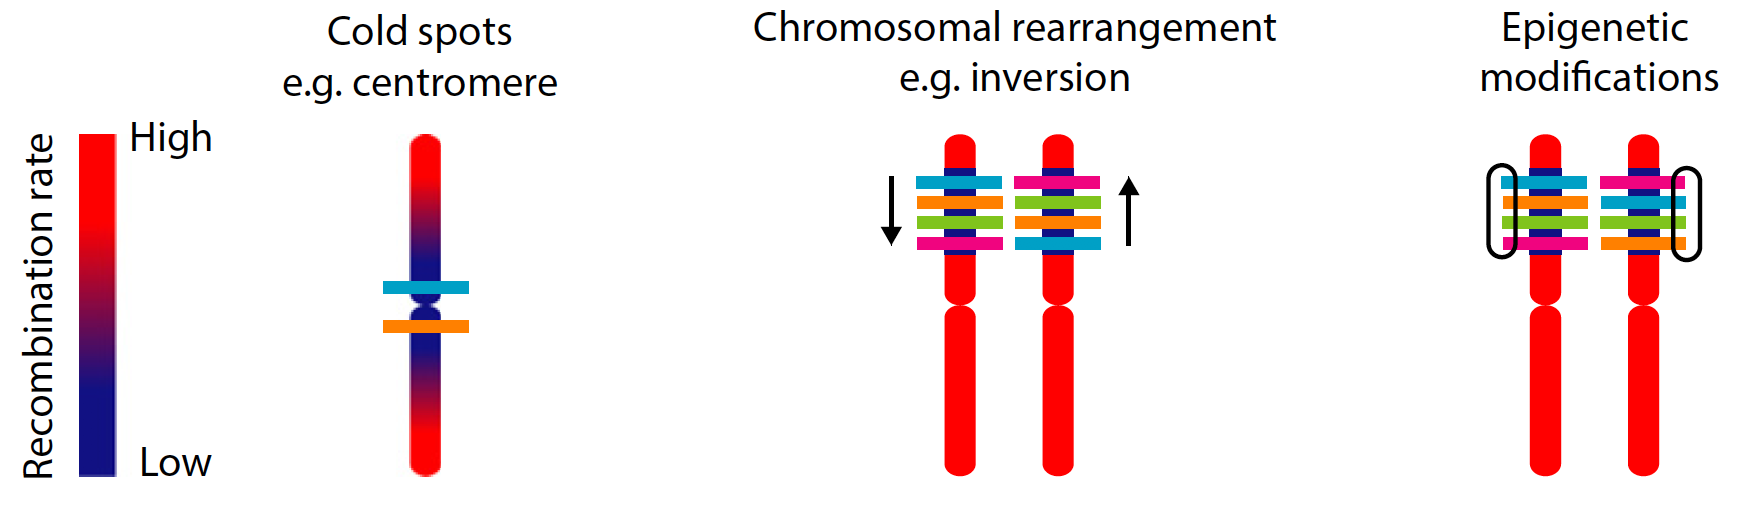 Cold spots
e.g. centromere
Chromosomal rearrangement
e.g. inversion
Epigenetic
modifications
Recombination rate
High
Low